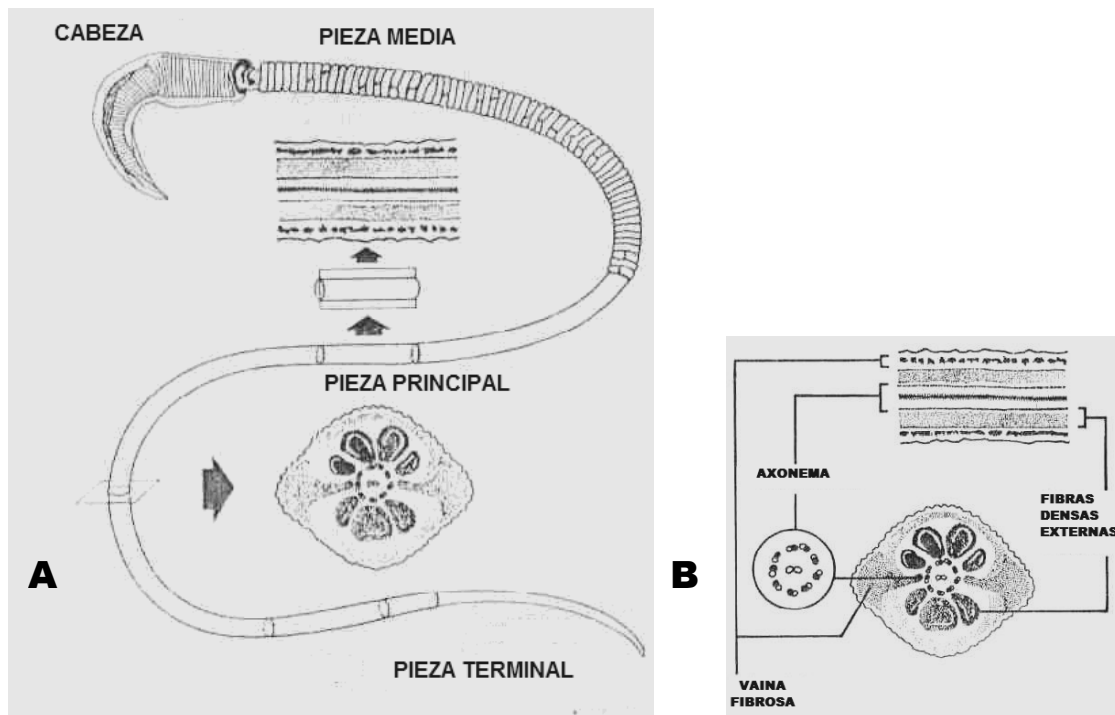 CABEZA
PIEZA MEDIA
PIEZA PRINCIPAL
A
PIEZA TERMINAL
AXONEMA
FIBRAS
DENSAS
EXTERNAS
B
VAINA
FIBROSA